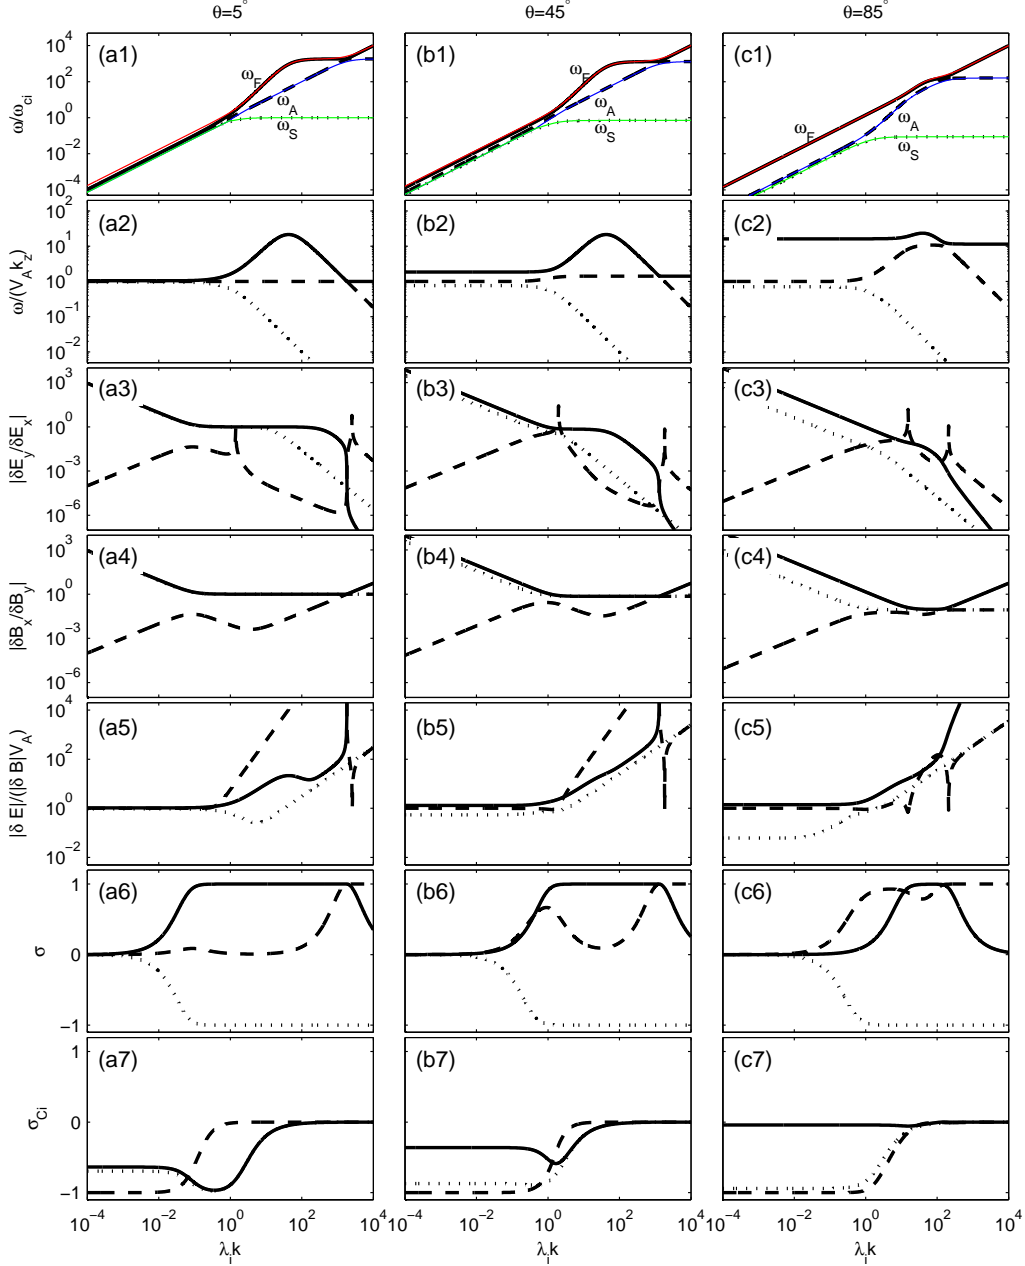 θ=5° θ=45° θ=85°
(a1) (b1) (c1)
ω/ω_ci
10^4
10^2
10^0
10^−2
10^−4
ω_F ω_A ω_S
ω_F ω_A ω_S
ω_F ω_A ω_S
(a2) (b2) (c2)
ω/(V_A k_z)
10^2
10^1
10^0
10^−1
10^−2
(a3) (b3) (c3)
|δE_y/δE_x|
10^3
10^0
10^−3
10^−6
(a4) (b4) (c4)
|δB_x/δB_y|
10^3
10^0
10^−3
10^−6
(a5) (b5) (c5)
|δ E|/(|δ B|V_A)
10^4
10^2
10^0
10^−2
(a6) (b6) (c6)
σ
1
0
−1
(a7) (b7) (c7)
σ_Ci
1
0
−1
10^−4 10^−2 10^0 10^2 10^4 10^−4 10^−2 10^0 10^2 10^4 10^−4 10^−2 10^0 10^2 10^4
λ_i k λ_i k λ_i k